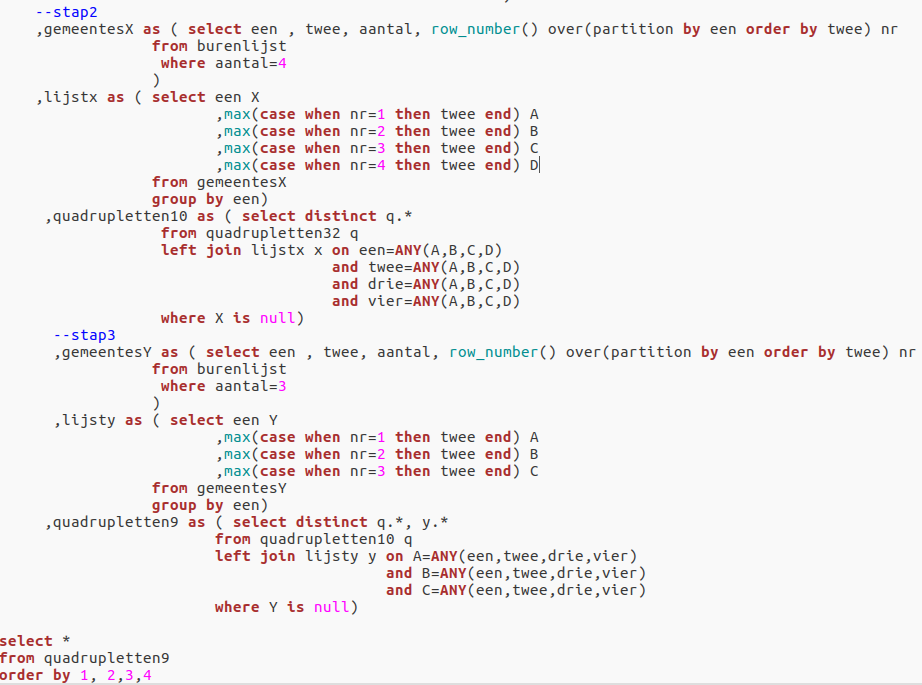 --stap2
,gemeentesX as ( select een , twee, aantal, row_number() over(partition by een order by twee) nr
from burenlijst
where aantal=4
)
,lijstx as ( select een X
,max(case when nr=1 then twee end) A
,max(case when nr=2 then twee end) B
,max(case when nr=3 then twee end) C
,max(case when nr=4 then twee end) D
from gemeentesX
group by een)
,quadrupletten10 as ( select distinct q.*
from quadrupletten32 q
left join lijstx x on een=ANY(A,B,C,D)
and twee=ANY(A,B,C,D)
and drie=ANY(A,B,C,D)
and vier=ANY(A,B,C,D)
where X is null)
--stap3
,gemeentesY as ( select een , twee, aantal, row_number() over(partition by een order by twee) nr
from burenlijst
where aantal=3
)
,lijsty as ( select een Y
,max(case when nr=1 then twee end) A
,max(case when nr=2 then twee end) B
,max(case when nr=3 then twee end) C
from gemeentesY
group by een)
,quadrupletten9 as ( select distinct q.*, y.*
from quadrupletten10 q
left join lijsty y on A=ANY(een,twee,drie,vier)
and B=ANY(een,twee,drie,vier)
and C=ANY(een,twee,drie,vier)
where Y is null)
select *
from quadrupletten9
order by 1, 2,3,4